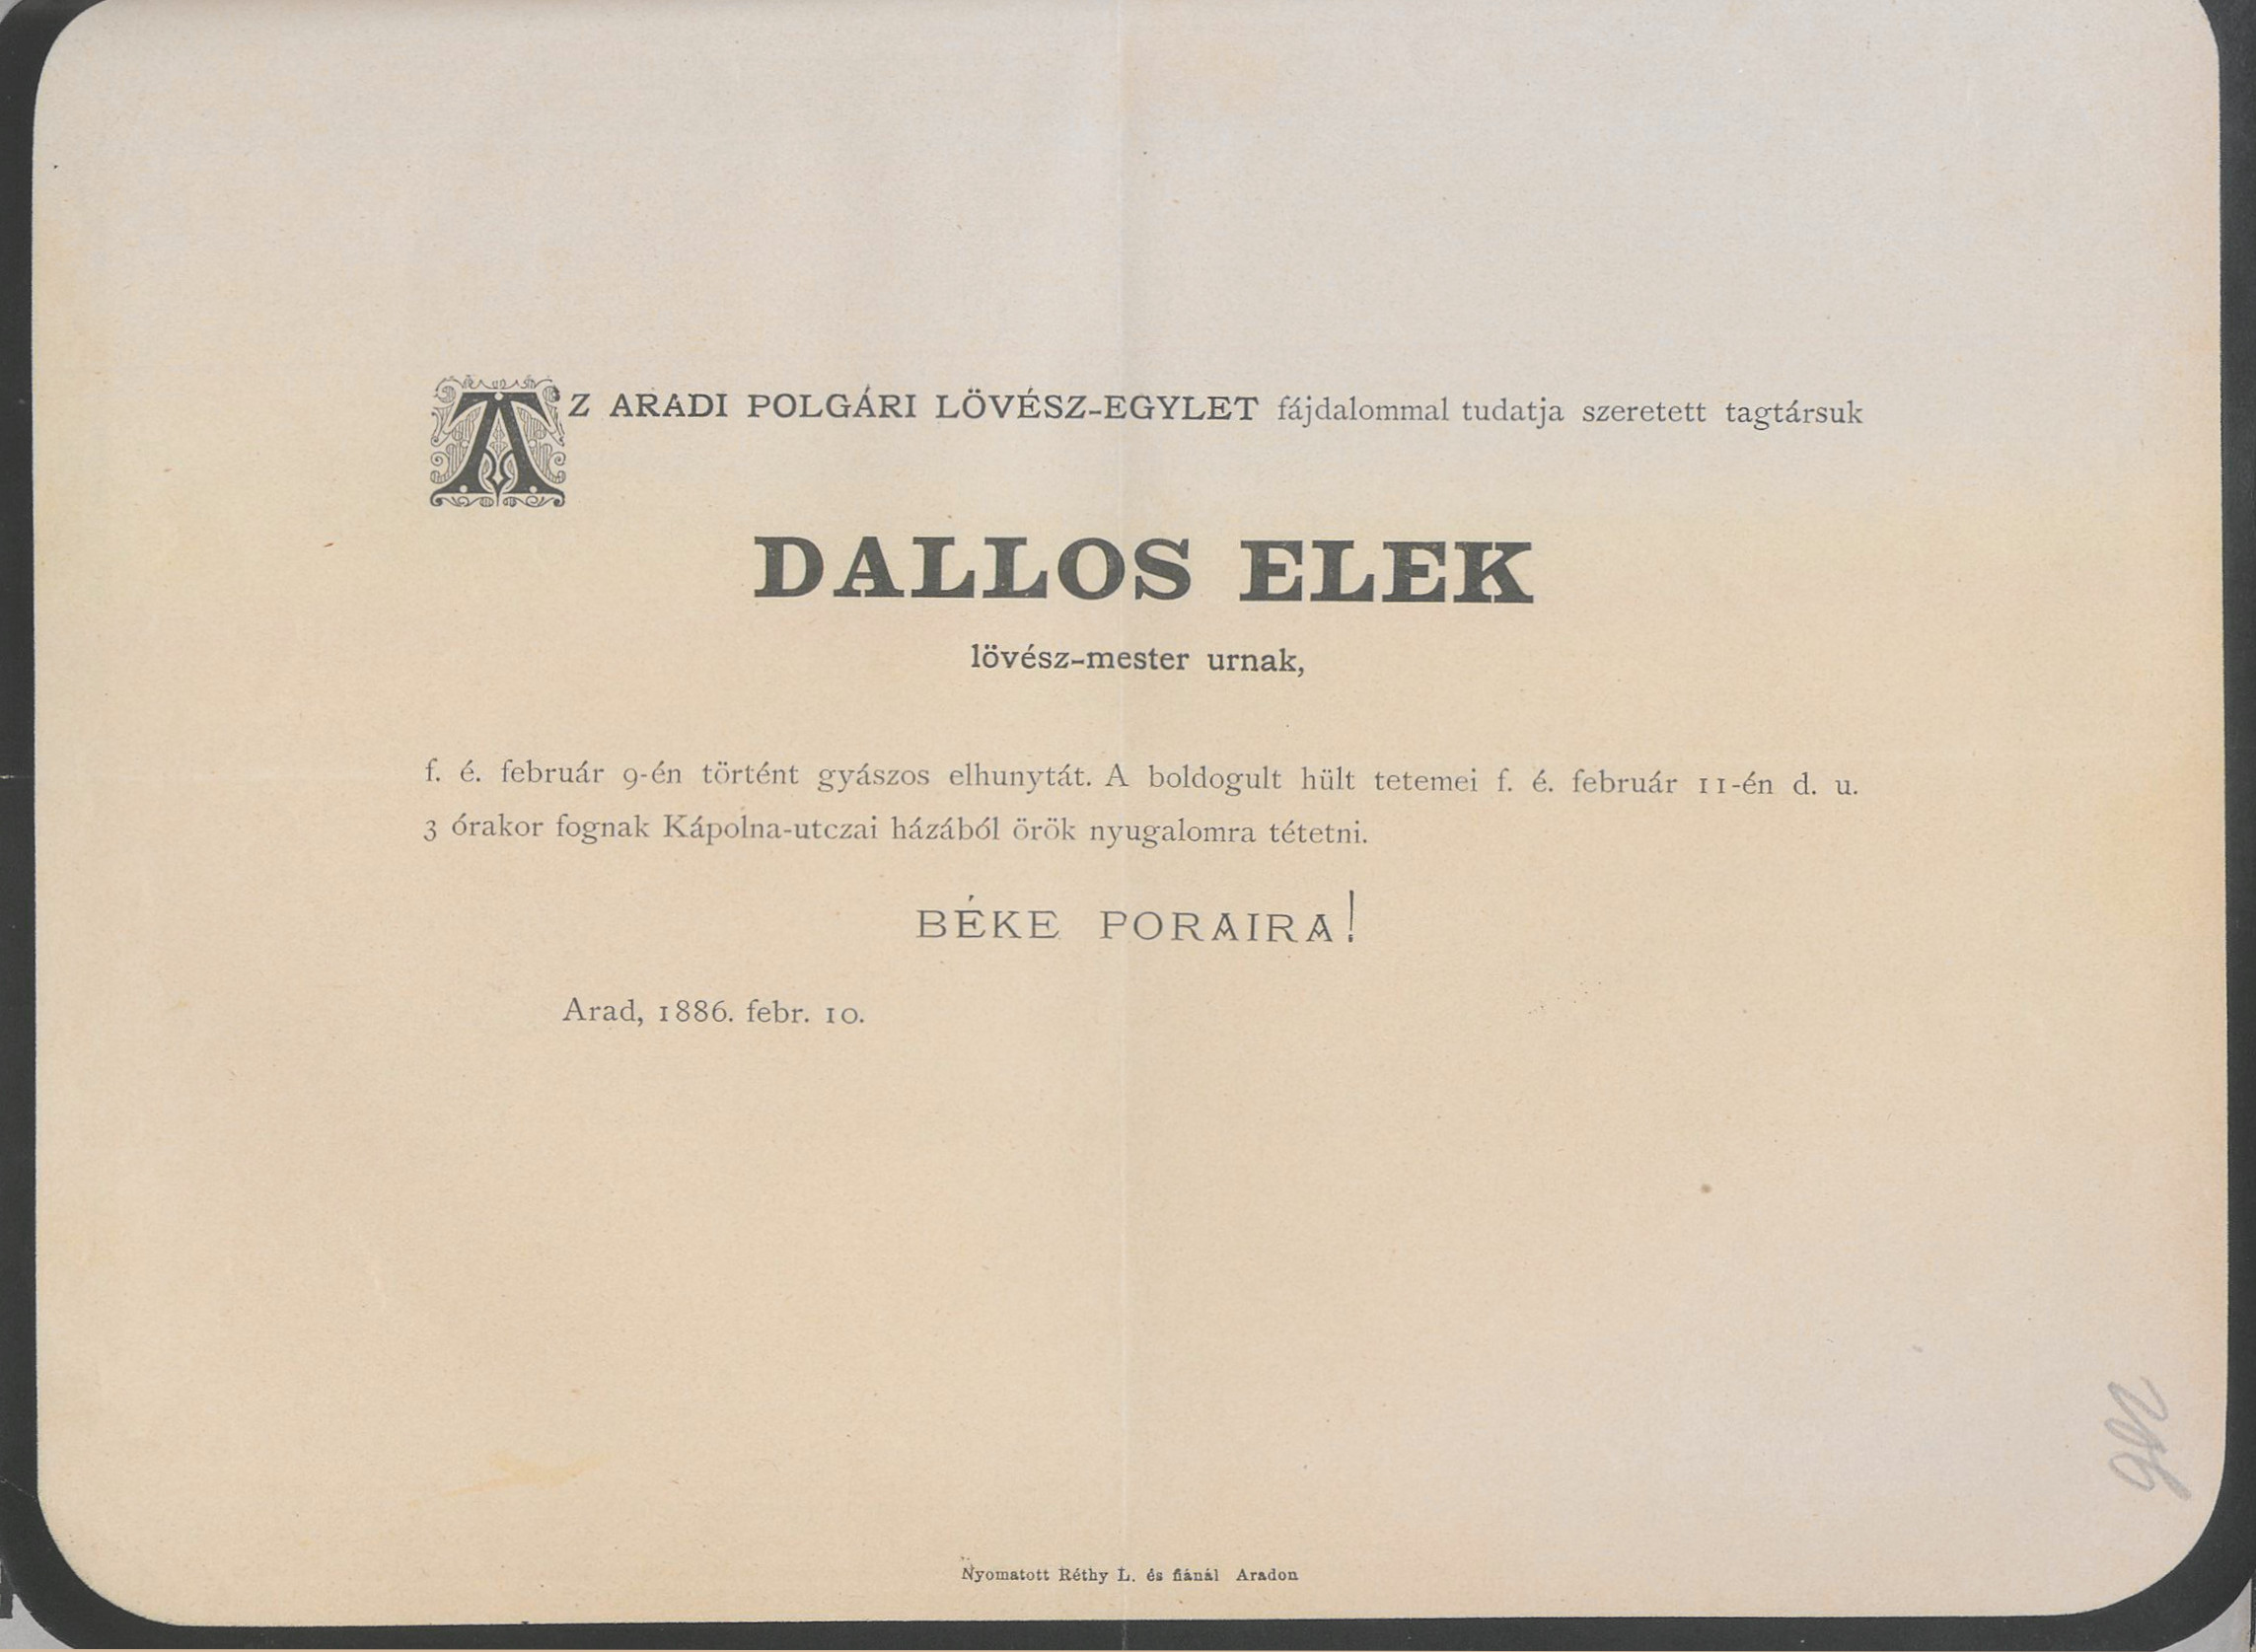 AZ ARADI POLGÁRI LÖVÉSZ-EGYLET fájdalommal tudatja szeretett tagtársuk
DALLOS ELEK
lövész-mester urnak,
f. é. február 9-én történt gyászos elhunytát. A boldogult hült tetemei f. é. február 11-én d. u.
3 órakor fognak Kápolna-utczai házából örök nyugalomra tétetni.
BÉKE PORAIRA!
Arad, 1886. febr. 10.
Nyomatott Réthy L. és fiánál Aradon